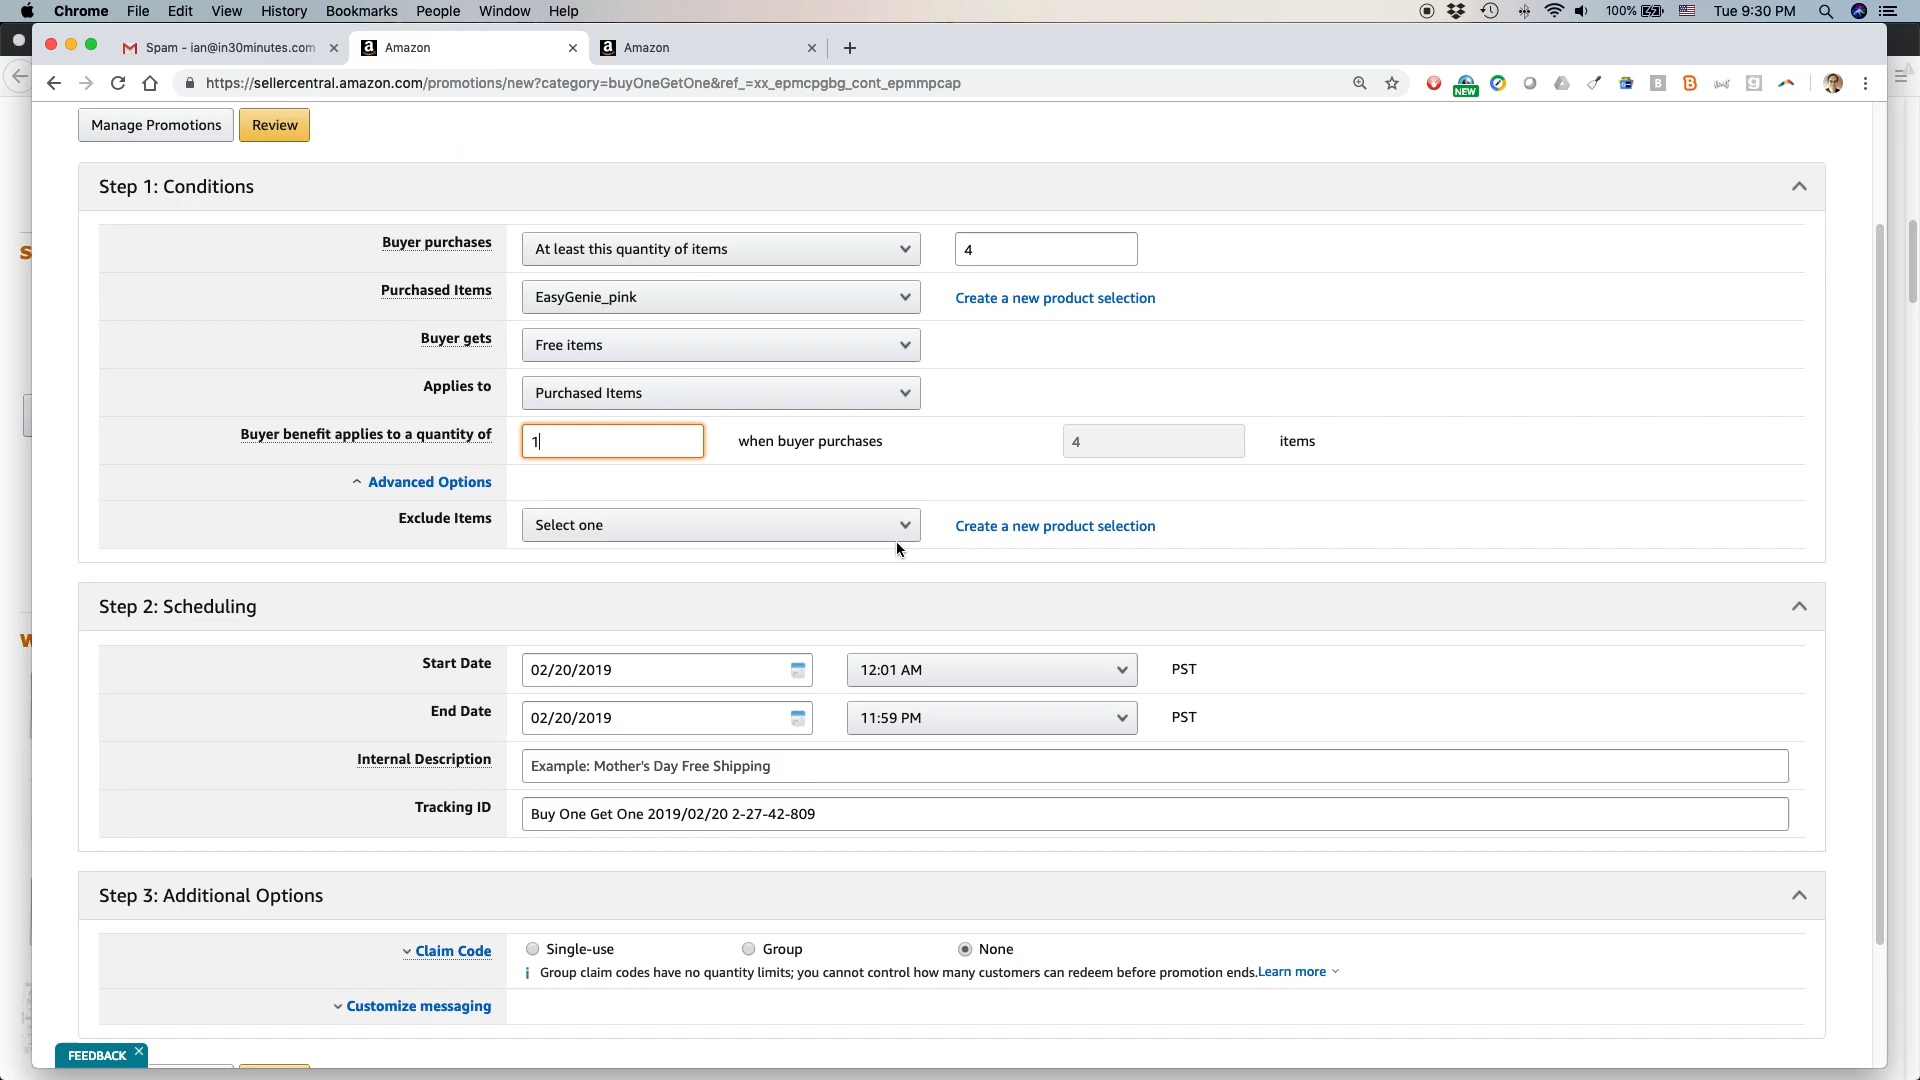 Chrome File Edit View History Bookmarks People Window Help 100% Tue 9:30 PM
Spam - ian@in30minutes.com Amazon Amazon
https://sellercentral.amazon.com/promotions/new?category=buyOneGetOne&ref_=xx_epmcpgbg_cont_epmmpcap NEW
Manage Promotions Review
Step 1: Conditions
Buyer purchases At least this quantity of items 4
Purchased Items EasyGenie_pink Create a new product selection
Buyer gets Free items
Applies to Purchased Items
Buyer benefit applies to a quantity of 1 when buyer purchases 4 items
Advanced Options
Exclude Items Select one Create a new product selection
Step 2: Scheduling
Start Date 02/20/2019 12:01 AM PST
End Date 02/20/2019 11:59 PM PST
Internal Description Example: Mother's Day Free Shipping
Tracking ID Buy One Get One 2019/02/20 2-27-42-809
Step 3: Additional Options
Claim Code Single-use Group None
i Group claim codes have no quantity limits; you cannot control how many customers can redeem before promotion ends.Learn more
Customize messaging
FEEDBACK